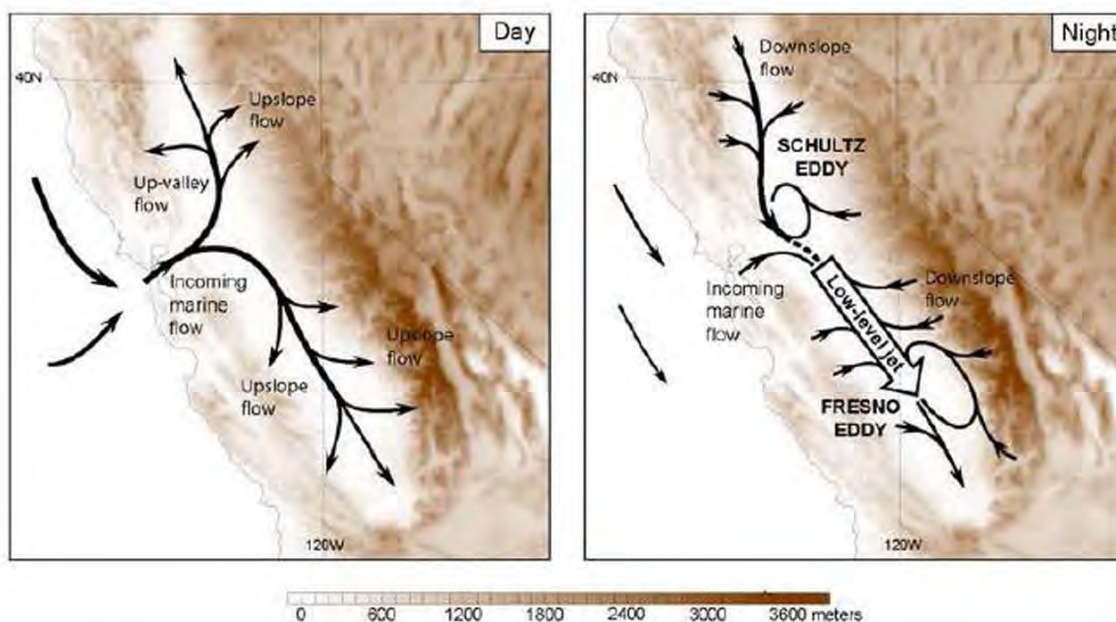 Day
40N
Upslope
flow
Up-valley
flow
Incoming
marine
flow
Upslope
flow
Upslope
flow
120W
Night
40N
Downslope
flow
SCHULTZ
EDDY
Incoming
marine
flow
Downslope
flow
Low-level jet
FRESNO
EDDY
120W
0 600 1200 1800 2400 3000 3600 meters